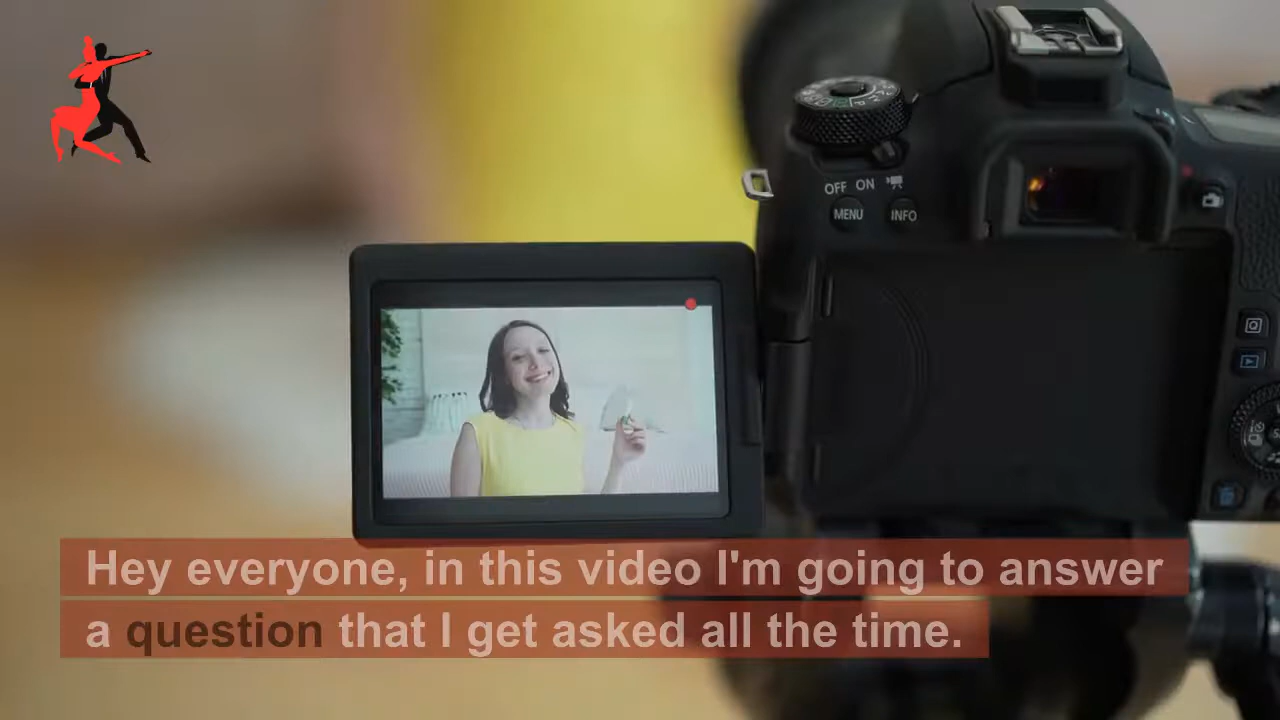 OFF ON
MENU INFO
Q
Hey everyone, in this video I'm going to answer
a question that I get asked all the time.